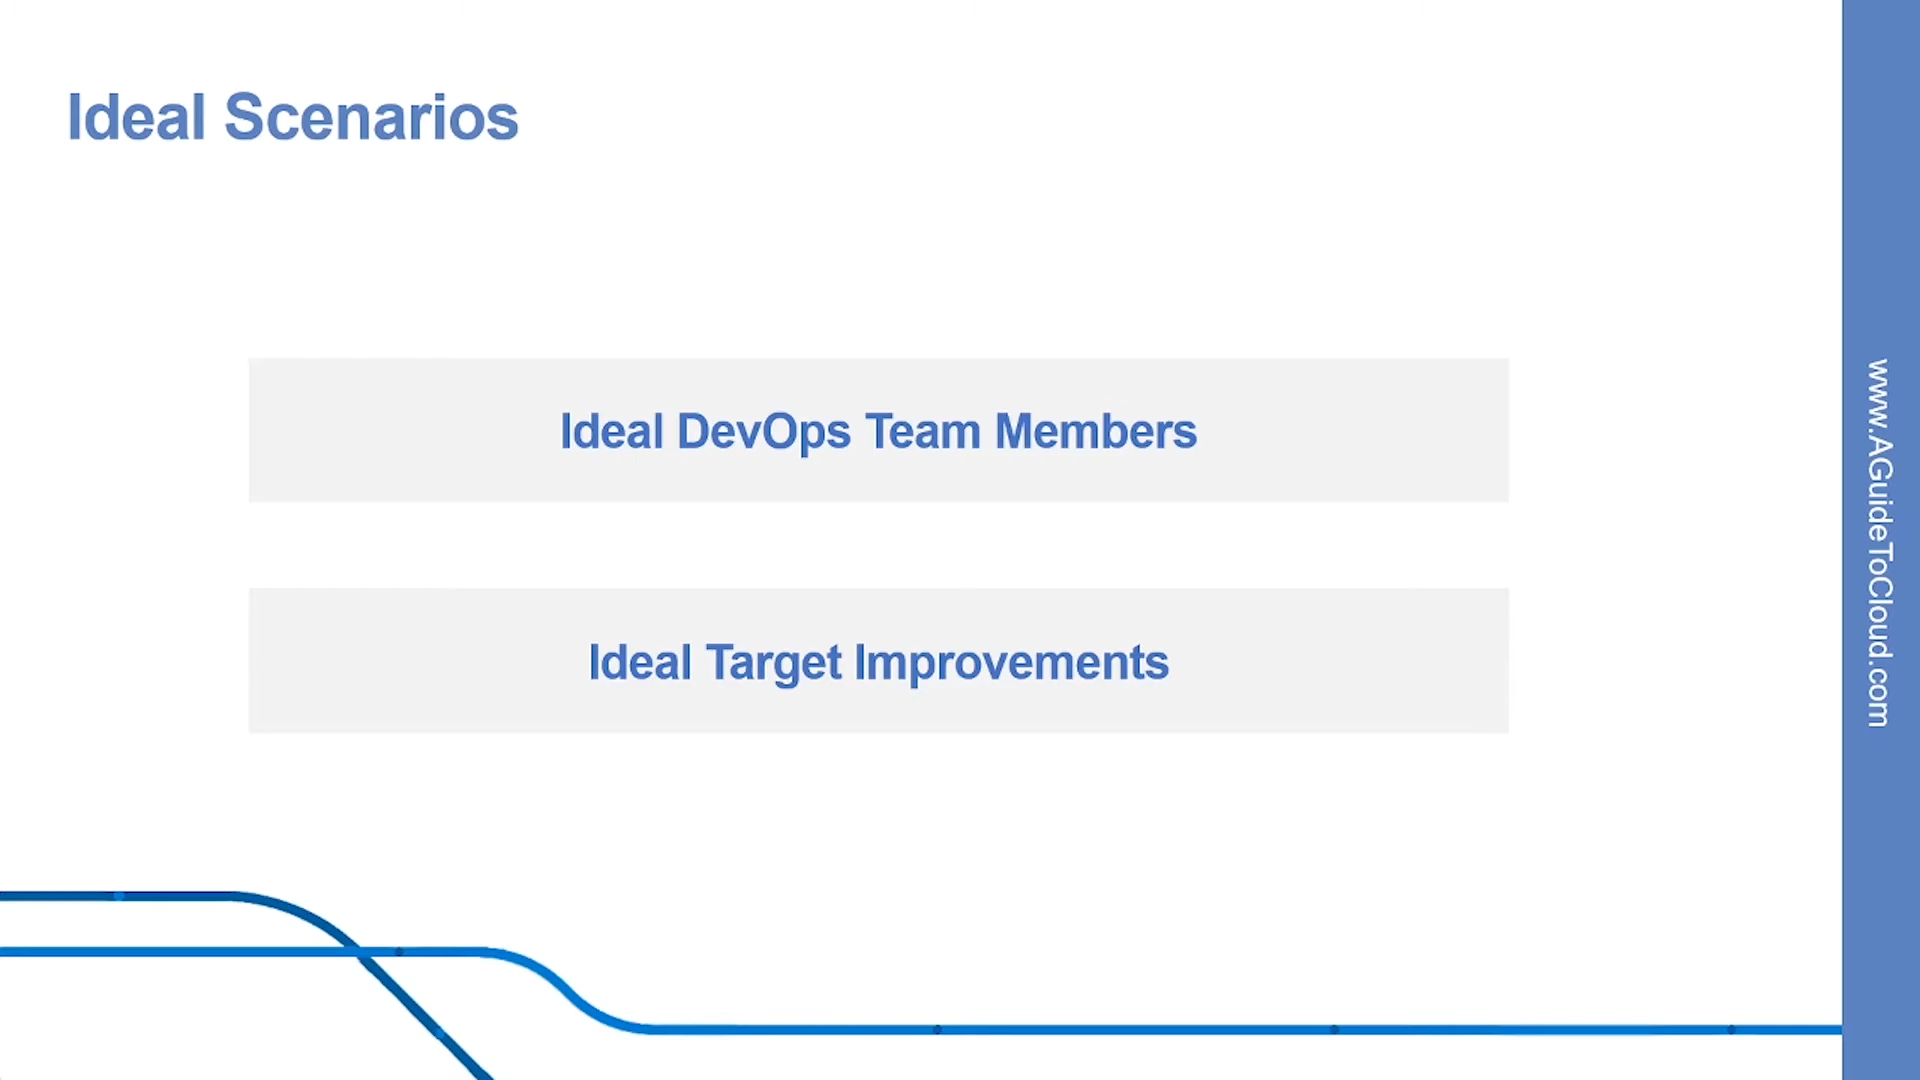 Ideal Scenarios
Ideal DevOps Team Members
Ideal Target Improvements
www.AGuideToCloud.com